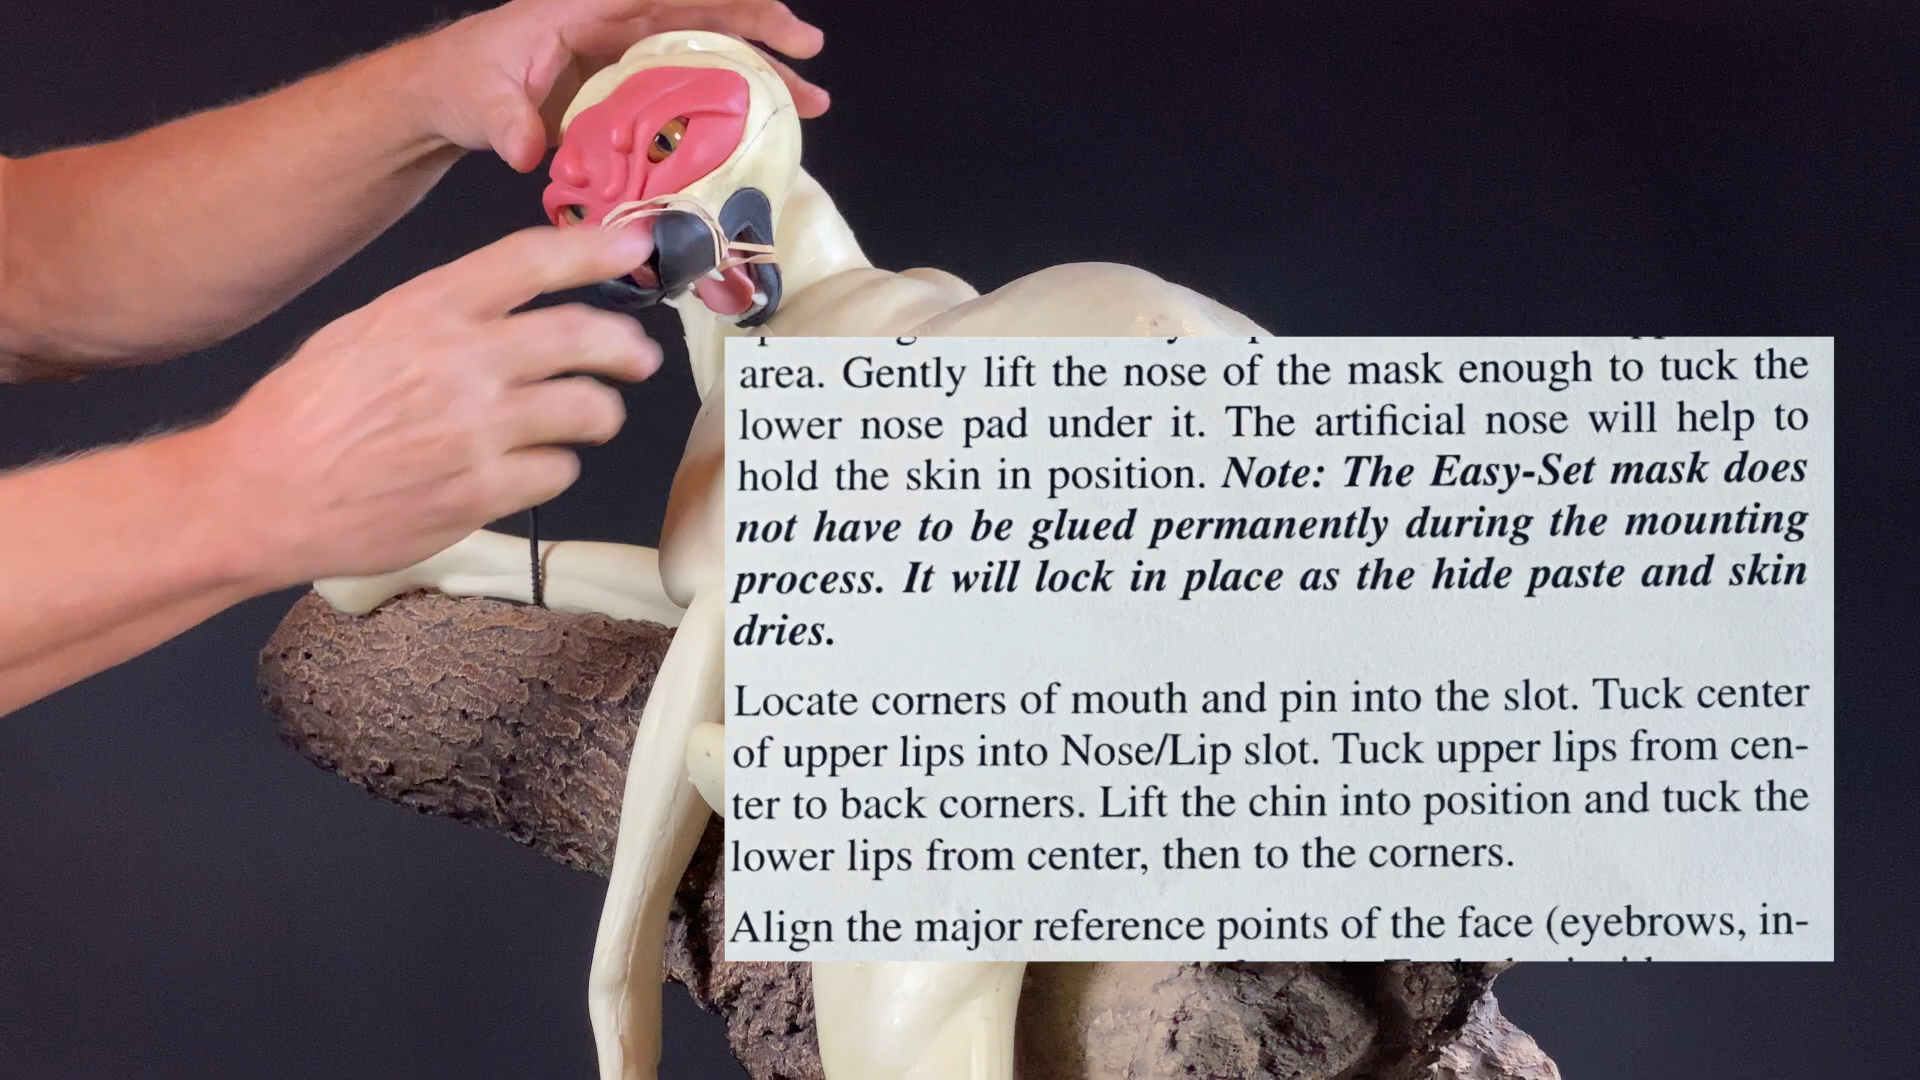 area. Gently lift the nose of the mask enough to tuck the
lower nose pad under it. The artificial nose will help to
hold the skin in position. Note: The Easy-Set mask does
not have to be glued permanently during the mounting
process. It will lock in place as the hide paste and skin
dries.
Locate corners of mouth and pin into the slot. Tuck center
of upper lips into Nose/Lip slot. Tuck upper lips from cen-
ter to back corners. Lift the chin into position and tuck the
lower lips from center, then to the corners.
Align the major reference points of the face (eyebrows, in-